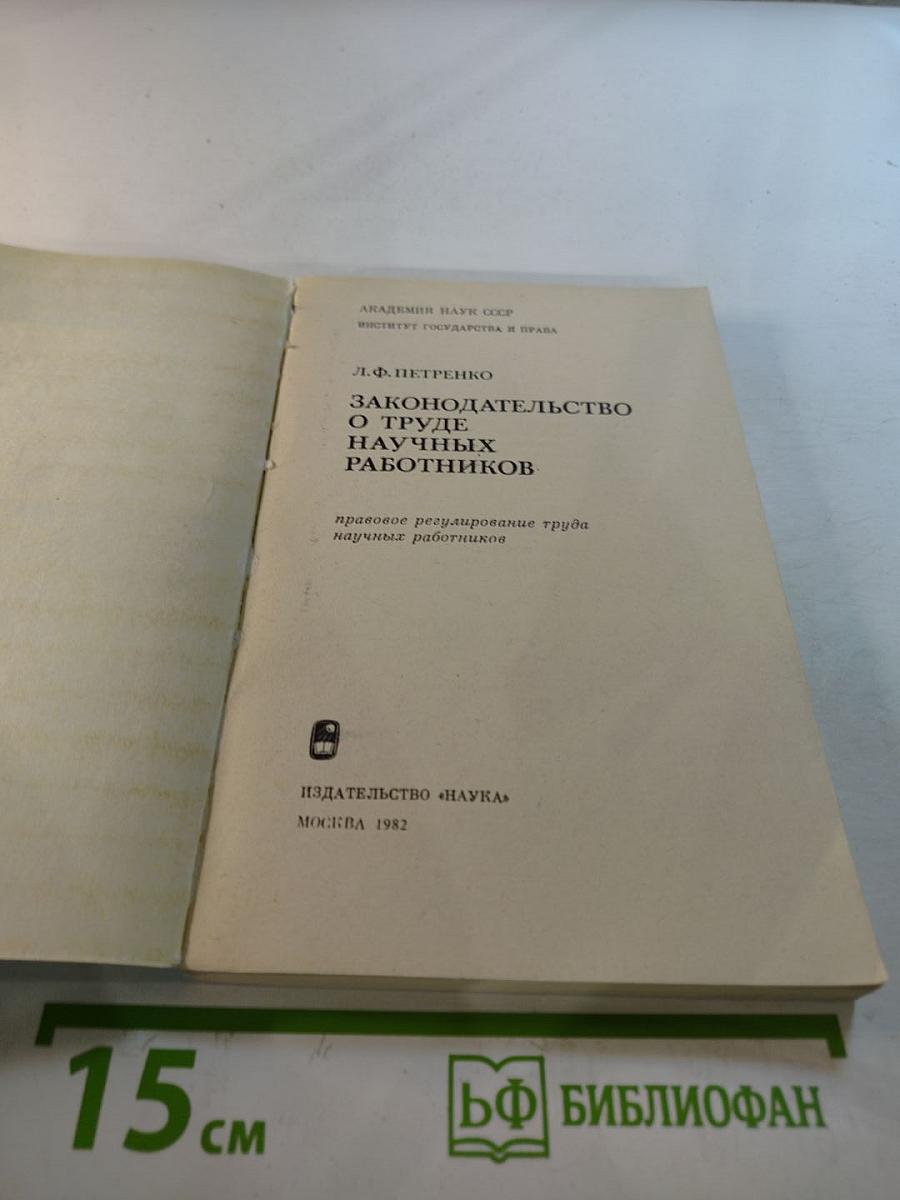 АКАДЕМИЯ НАУК СССР
ИНСТИТУТ ГОСУДАРСТВА И ПРАВА
Л.Ф. ПЕТРЕНКО
ЗАКОНОДАТЕЛЬСТВО
О ТРУДЕ
НАУЧНЫХ
РАБОТНИКОВ
правовое регулирование труда
научных работников
ИЗДАТЕЛЬСТВО «НАУКА»
МОСКВА 1982
15 см
БФ БИБЛИОФАН